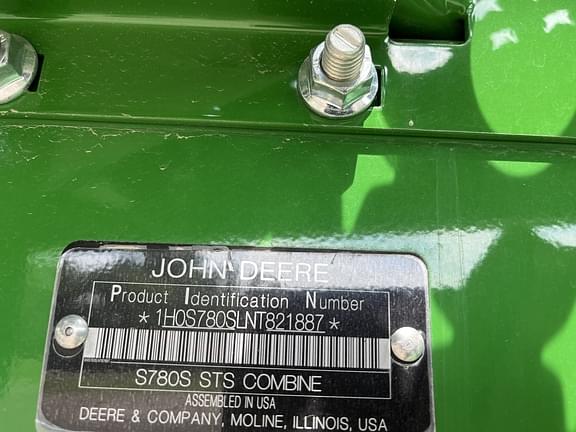 JOHN DEERE
Product Identification Number
*1H0S780SLNT821887*
S780S STS COMBINE
ASSEMBLED IN USA
DEERE & COMPANY, MOLINE, ILLINOIS, USA